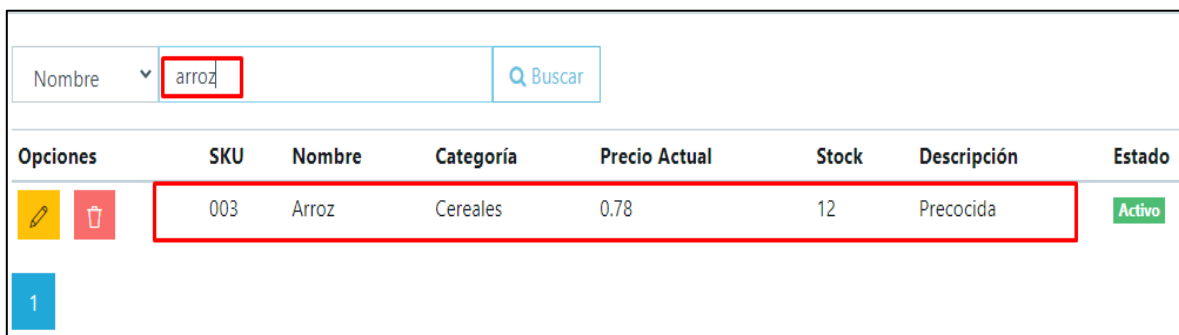 Nombre arroz Buscar
Opciones SKU Nombre Categoría Precio Actual Stock Descripción Estado
003 Arroz Cereales 0.78 12 Precocida Activo
1